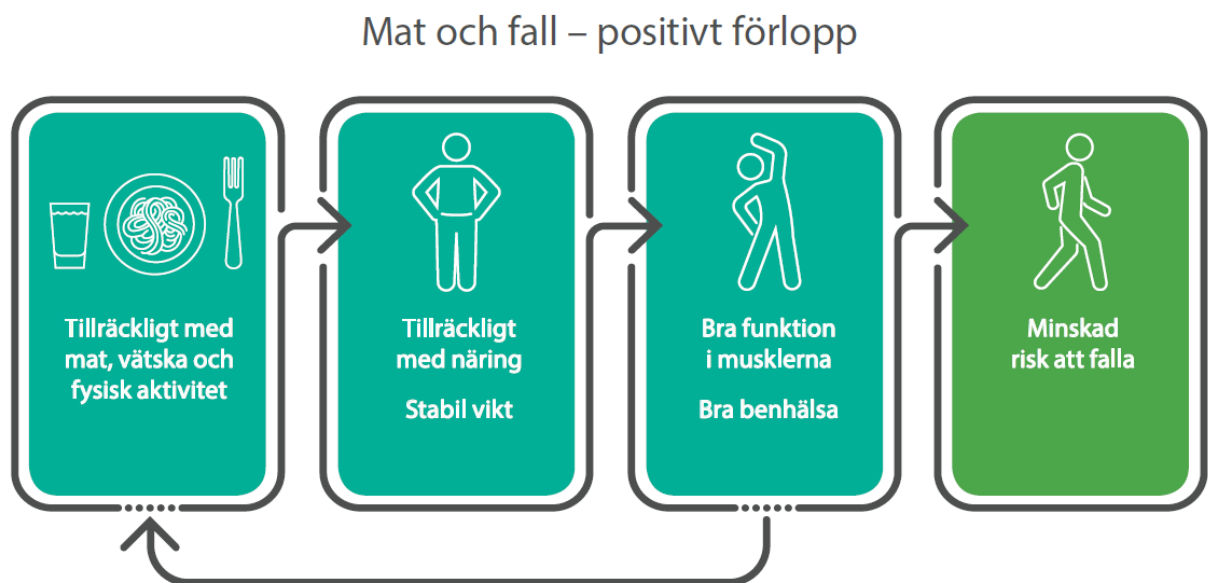 Mat och fall – positivt förlopp
Tillräckligt med
mat, vätska och
fysisk aktivitet
Tillräckligt
med näring
Stabil vikt
Bra funktion
i musklerna
Bra benhälsa
Minskad
risk att falla